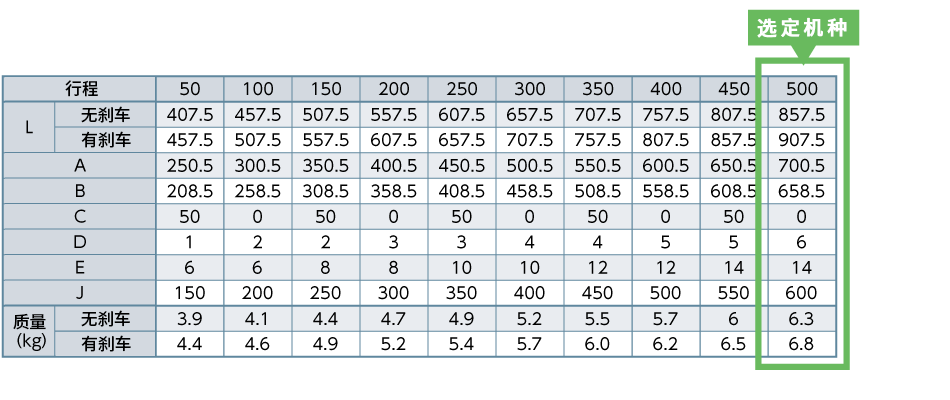 选定机种
行程 50 100 150 200 250 300 350 400 450 500
L 无刹车 407.5 457.5 507.5 557.5 607.5 657.5 707.5 757.5 807.5 857.5
有刹车 457.5 507.5 557.5 607.5 657.5 707.5 757.5 807.5 857.5 907.5
A 250.5 300.5 350.5 400.5 450.5 500.5 550.5 600.5 650.5 700.5
B 208.5 258.5 308.5 358.5 408.5 458.5 508.5 558.5 608.5 658.5
C 50 0 50 0 50 0 50 0 50 0
D 1 2 2 3 3 4 4 5 5 6
E 6 6 8 8 10 10 12 12 14 14
J 150 200 250 300 350 400 450 500 550 600
质量(kg) 无刹车 3.9 4.1 4.4 4.7 4.9 5.2 5.5 5.7 6 6.3
有刹车 4.4 4.6 4.9 5.2 5.4 5.7 6.0 6.2 6.5 6.8